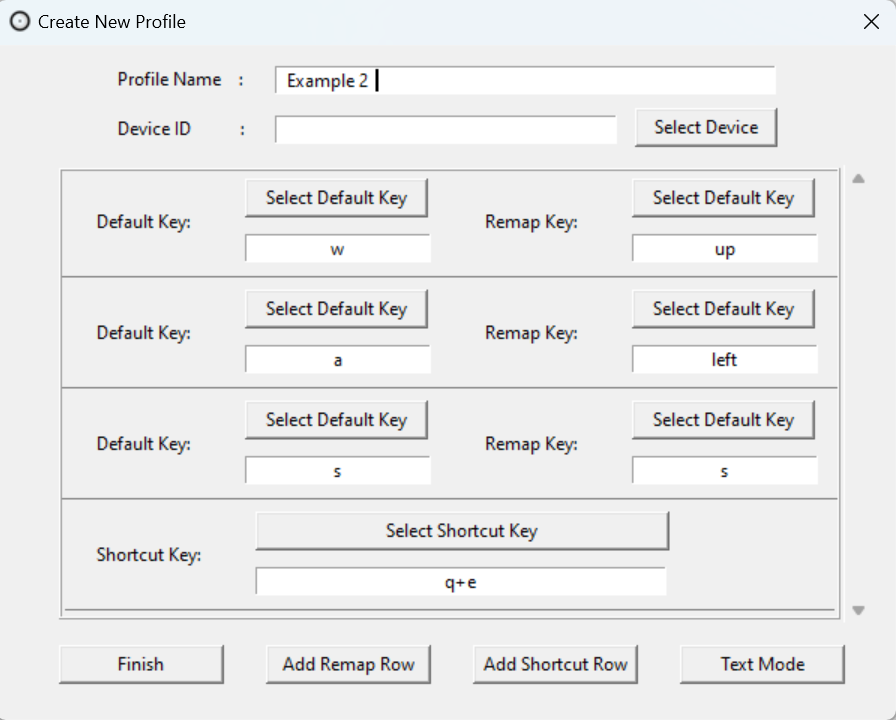 Create New Profile
Profile Name :
Example 2
Device ID :
Select Device
Select Default Key
Select Default Key
Default Key:
Remap Key:
w
up
Select Default Key
Select Default Key
Default Key:
Remap Key:
a
left
Select Default Key
Select Default Key
Default Key:
Remap Key:
s
s
Select Shortcut Key
Shortcut Key:
q+e
Finish
Add Remap Row
Add Shortcut Row
Text Mode